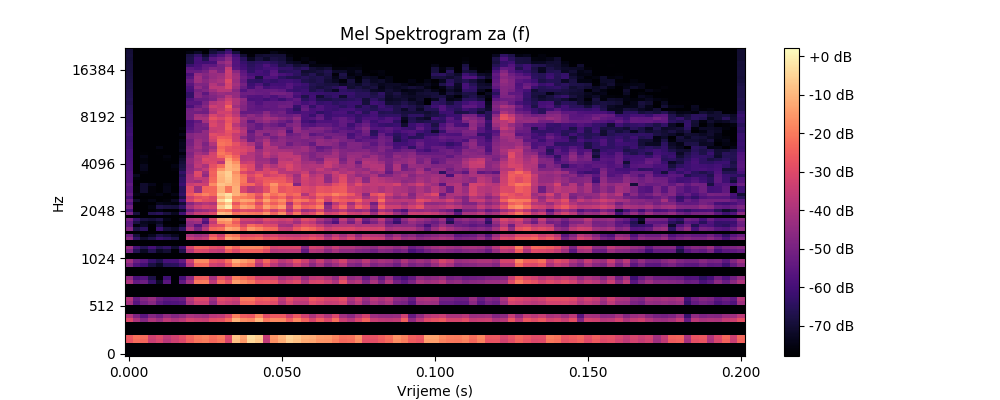 Mel Spektrogram za (f)
Hz
16384
8192
4096
2048
1024
512
0
0.000
0.050
0.100
0.150
0.200
Vrijeme (s)
+0 dB
-10 dB
-20 dB
-30 dB
-40 dB
-50 dB
-60 dB
-70 dB